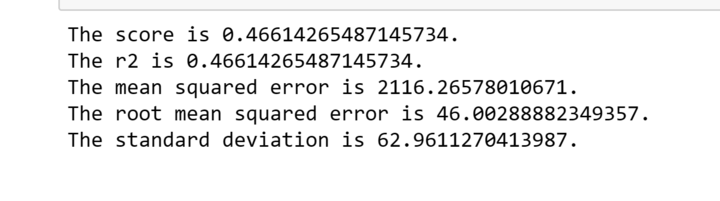 The score is 0.46614265487145734.
The r2 is 0.46614265487145734.
The mean squared error is 2116.26578010671.
The root mean squared error is 46.00288882349357.
The standard deviation is 62.9611270413987.